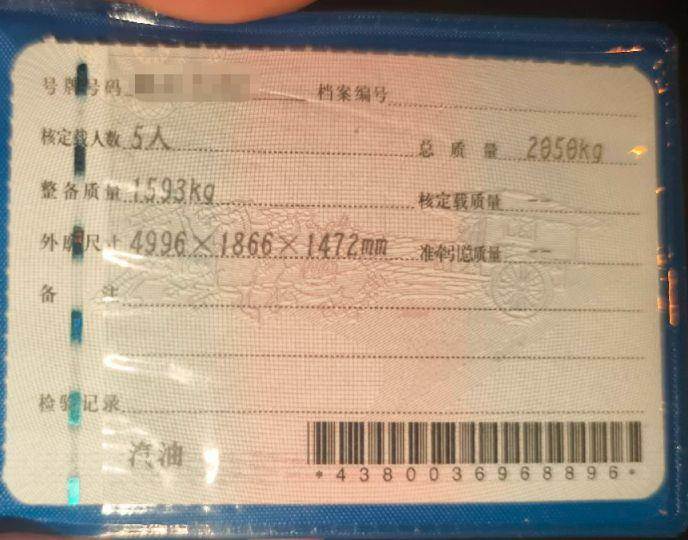 号牌号码 档案编号
核定载人数 5人 总质量 2050kg
整备质量 1593kg 核定载质量 --
外廓尺寸 4996×1866×1472mm 准牵引总质量 --
备注
检验记录
汽油
*4380036968896*